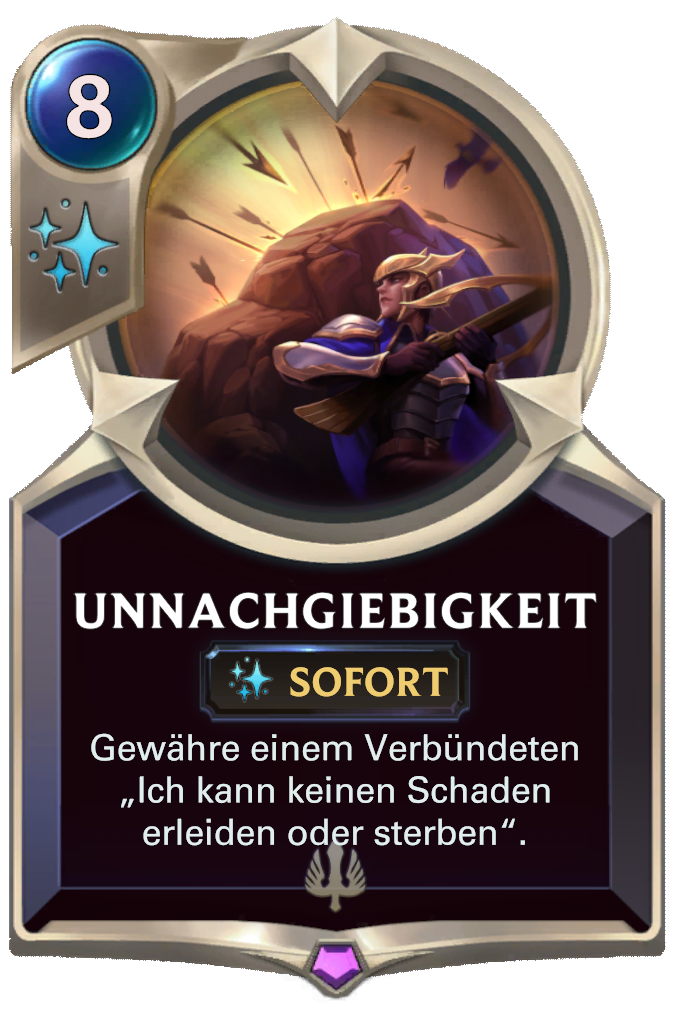 8
UNNACHGIEBIGKEIT
SOFORT
Gewähre einem Verbündeten
„Ich kann keinen Schaden
erleiden oder sterben“.